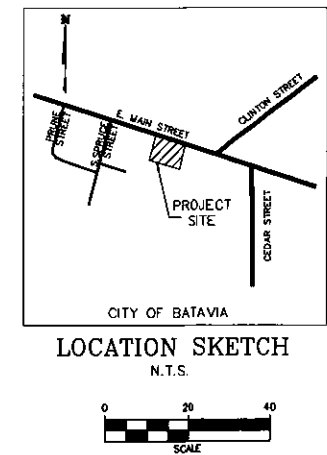 N
CLINTON STREET
E. MAIN STREET
PRUNE
STREET
S. SPRUCE
STREET
PROJECT
SITE
CEDAR STREET
CITY OF BATAVIA
LOCATION SKETCH
N.T.S.
0 20 40
SCALE